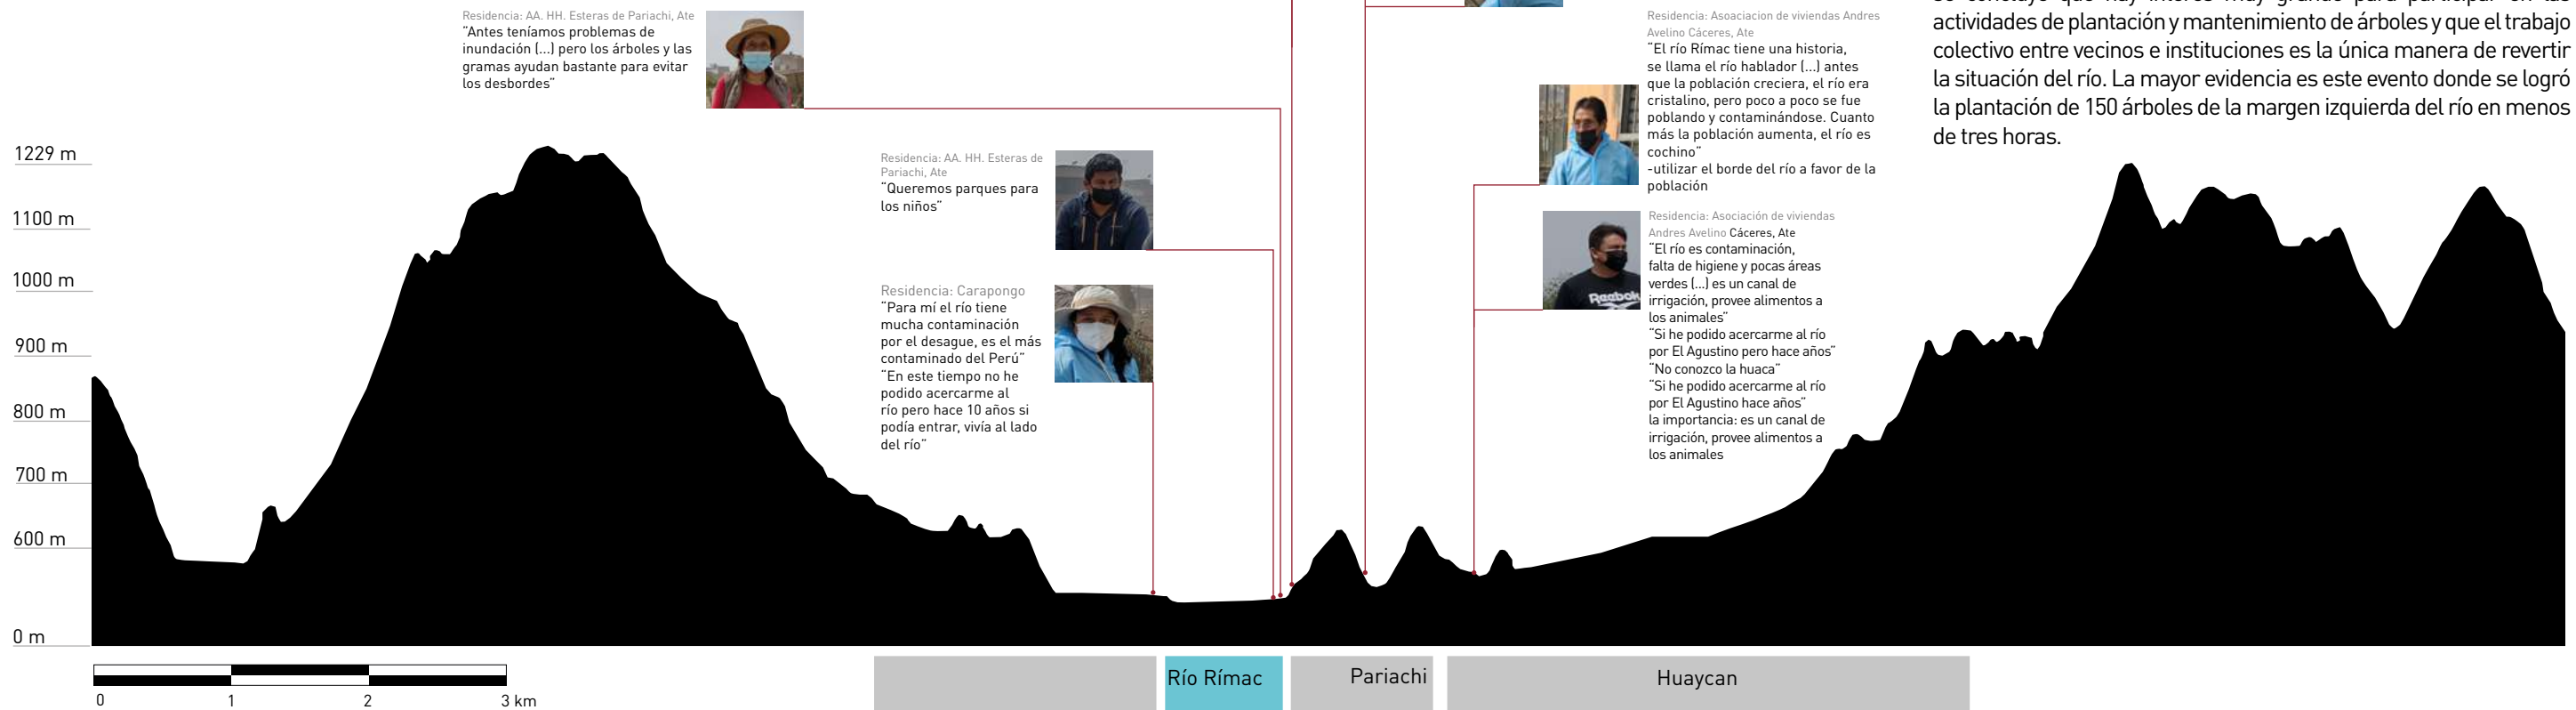 Residencia: AA. HH. Esteras de Pariachi, Ate
“Antes teníamos problemas de
inundación (...) pero los árboles y las
gramas ayudan bastante para evitar
los desbordes”
Residencia: AA. HH. Esteras de
Pariachi, Ate
“Queremos parques para
los niños”
Residencia: Carapongo
“Para mí el río tiene
mucha contaminación
por el desague, es el más
contaminado del Perú”
“En este tiempo no he
podido acercarme al
río pero hace 10 años si
podía entrar, vivía al lado
del río”
Residencia: Asoaciacion de viviendas Andres
Avelino Cáceres, Ate
“El río Rímac tiene una historia,
se llama el río hablador (...) antes
que la población creciera, el río era
cristalino, pero poco a poco se fue
poblando y contaminándose. Cuanto
más la población aumenta, el río es
cochino”
-utilizar el borde del río a favor de la
población
Residencia: Asociación de viviendas
Andres Avelino Cáceres, Ate
“El río es contaminación,
falta de higiene y pocas áreas
verdes (...) es un canal de
irrigación, provee alimentos a
los animales”
“Si he podido acercarme al río
por El Agustino pero hace años”
“No conozco la huaca”
“Si he podido acercarme al río
por El Agustino hace años”
la importancia: es un canal de
irrigación, provee alimentos a
los animales
Reebok
se concluyó que hay interés muy grande para participar en las
actividades de plantación y mantenimiento de árboles y que el trabajo
colectivo entre vecinos e instituciones es la única manera de revertir
la situación del río. La mayor evidencia es este evento donde se logró
la plantación de 150 árboles de la margen izquierda del río en menos
de tres horas.
1229 m
1100 m
1000 m
900 m
800 m
700 m
600 m
0 m
0 1 2 3 km
Río Rímac
Pariachi
Huaycan